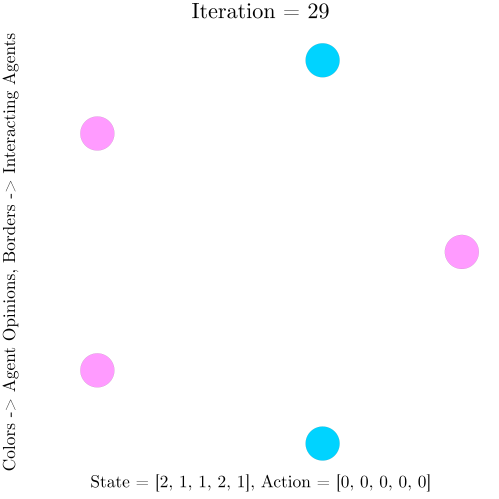 Iteration = 29
Colors -> Agent Opinions, Borders -> Interacting Agents
State = [2, 1, 1, 2, 1], Action = [0, 0, 0, 0, 0]